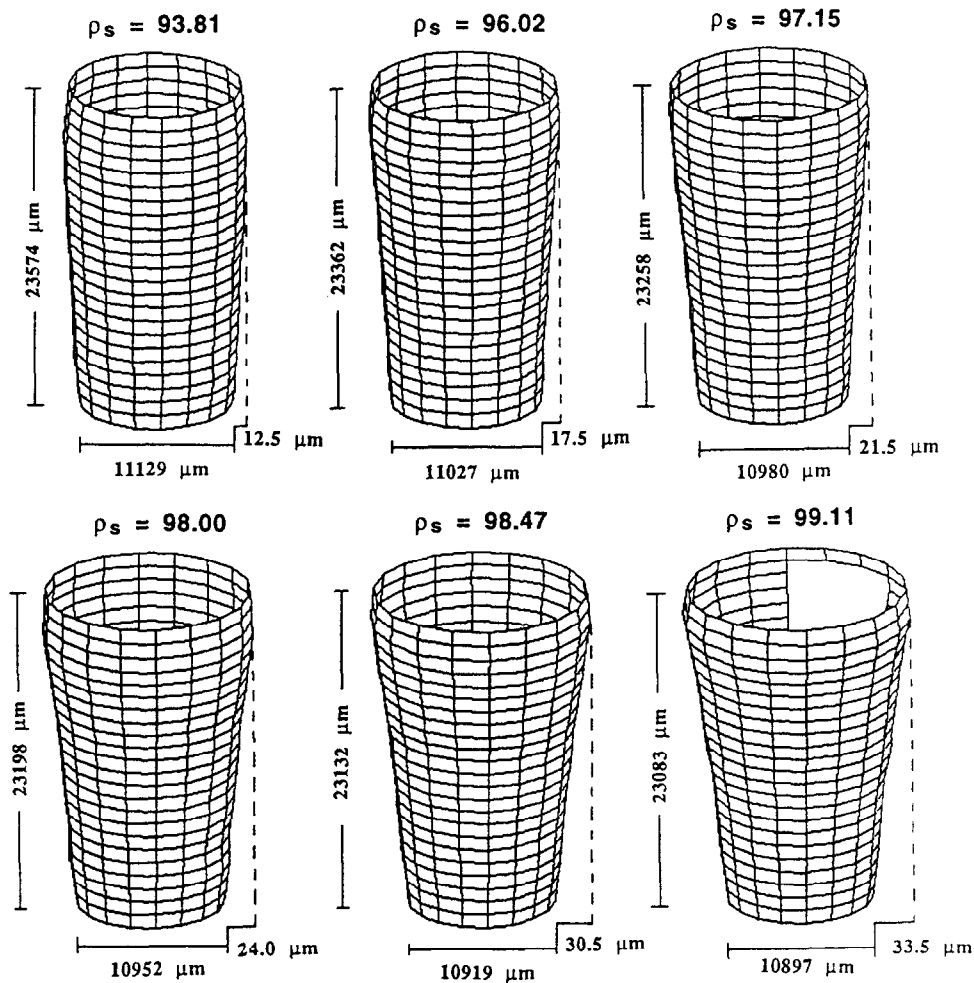 ρs = 93.81
ρs = 96.02
ρs = 97.15
23574 μm
23362 μm
23258 μm
12.5 μm
17.5 μm
21.5 μm
11129 μm
11027 μm
10980 μm
ρs = 98.00
ρs = 98.47
ρs = 99.11
23198 μm
23132 μm
23083 μm
24.0 μm
30.5 μm
33.5 μm
10952 μm
10919 μm
10897 μm